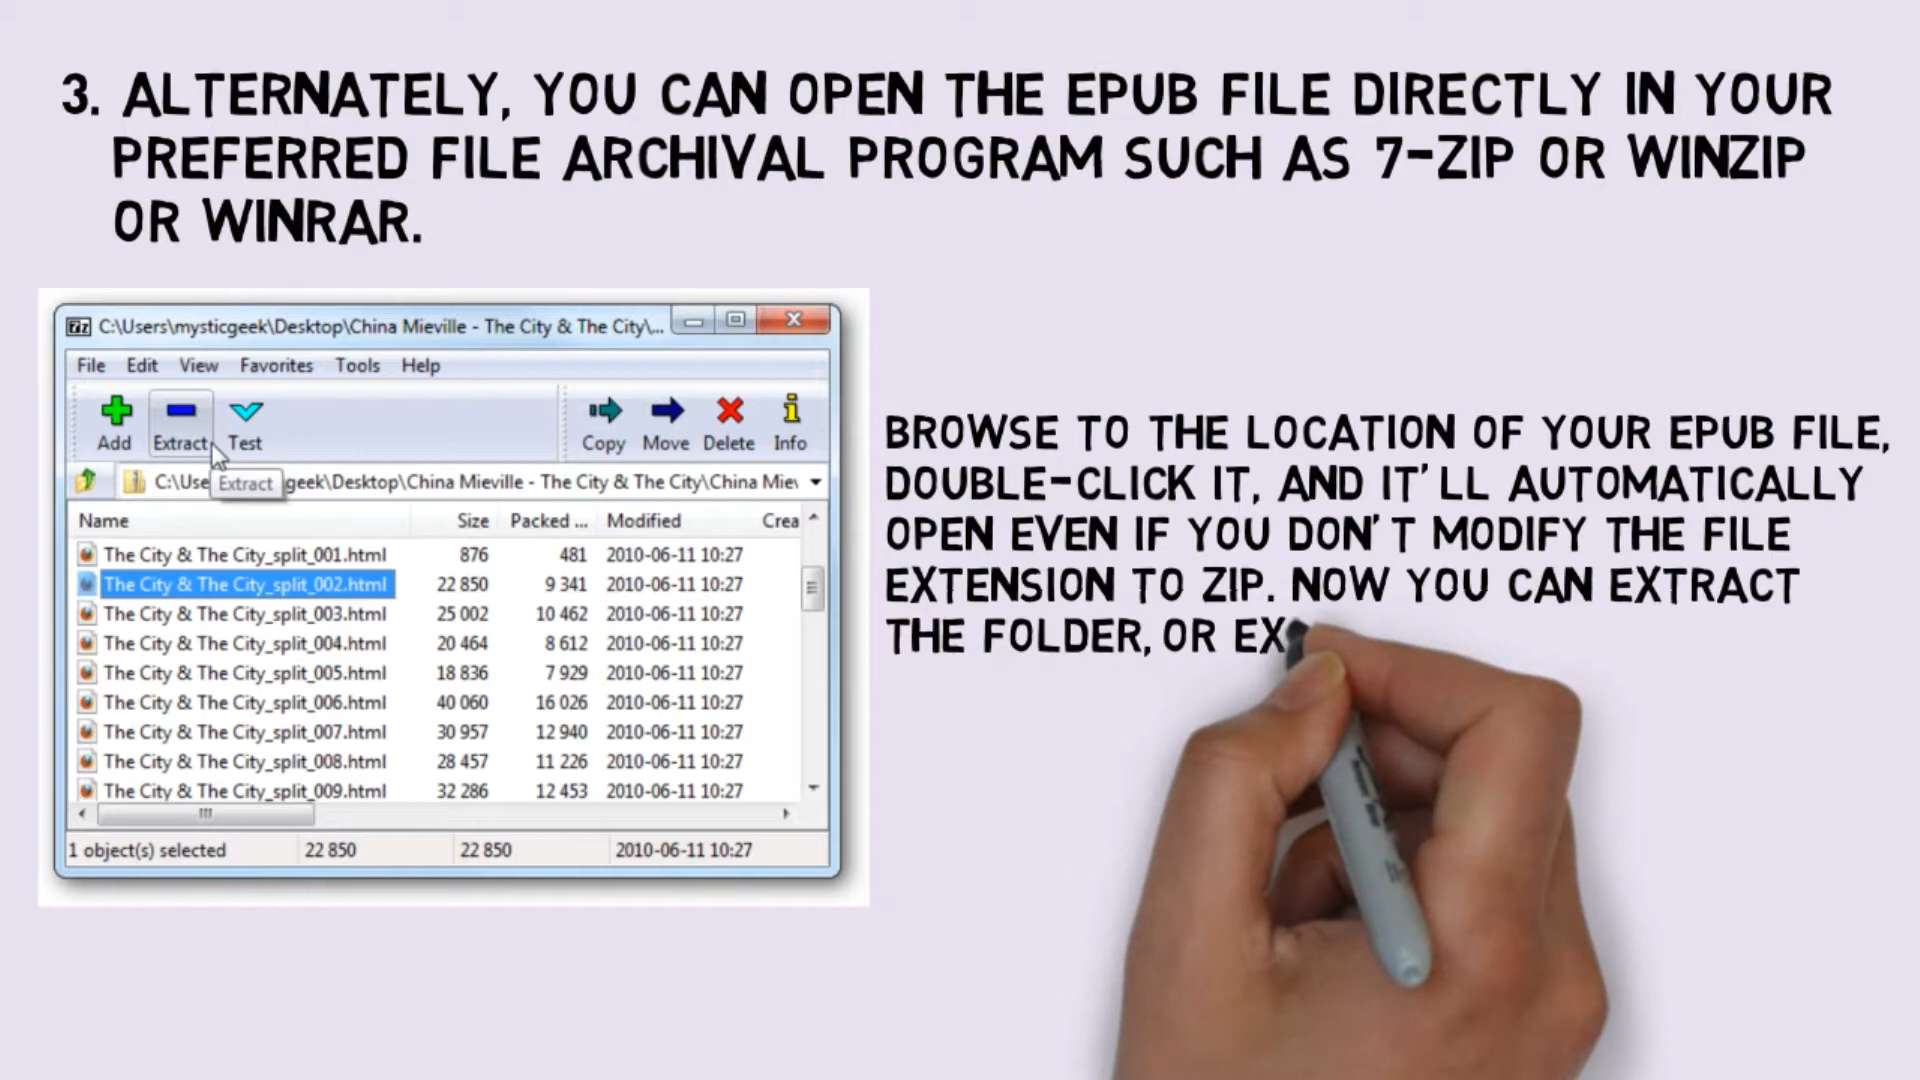 3. ALTERNATELY, YOU CAN OPEN THE EPUB FILE DIRECTLY IN YOUR
PREFERRED FILE ARCHIVAL PROGRAM SUCH AS 7-ZIP OR WINZIP
OR WINRAR.
C:\Users\mysticgeek\Desktop\China Mieville - The City & The City\...
File Edit View Favorites Tools Help
Add Extract Test Copy Move Delete Info
C:\Use geek\Desktop\China Mieville - The City & The City\China Miev
Extract
Name Size Packed ... Modified Crea
The City & The City_split_001.html 876 481 2010-06-11 10:27
The City & The City_split_002.html 22 850 9 341 2010-06-11 10:27
The City & The City_split_003.html 25 002 10 462 2010-06-11 10:27
The City & The City_split_004.html 20 464 8 612 2010-06-11 10:27
The City & The City_split_005.html 18 836 7 929 2010-06-11 10:27
The City & The City_split_006.html 40 060 16 026 2010-06-11 10:27
The City & The City_split_007.html 30 957 12 940 2010-06-11 10:27
The City & The City_split_008.html 28 457 11 226 2010-06-11 10:27
The City & The City_split_009.html 32 286 12 453 2010-06-11 10:27
1 object(s) selected 22 850 22 850 2010-06-11 10:27
BROWSE TO THE LOCATION OF YOUR EPUB FILE,
DOUBLE-CLICK IT, AND IT'LL AUTOMATICALLY
OPEN EVEN IF YOU DON'T MODIFY THE FILE
EXTENSION TO ZIP. NOW YOU CAN EXTRACT
THE FOLDER, OR EX